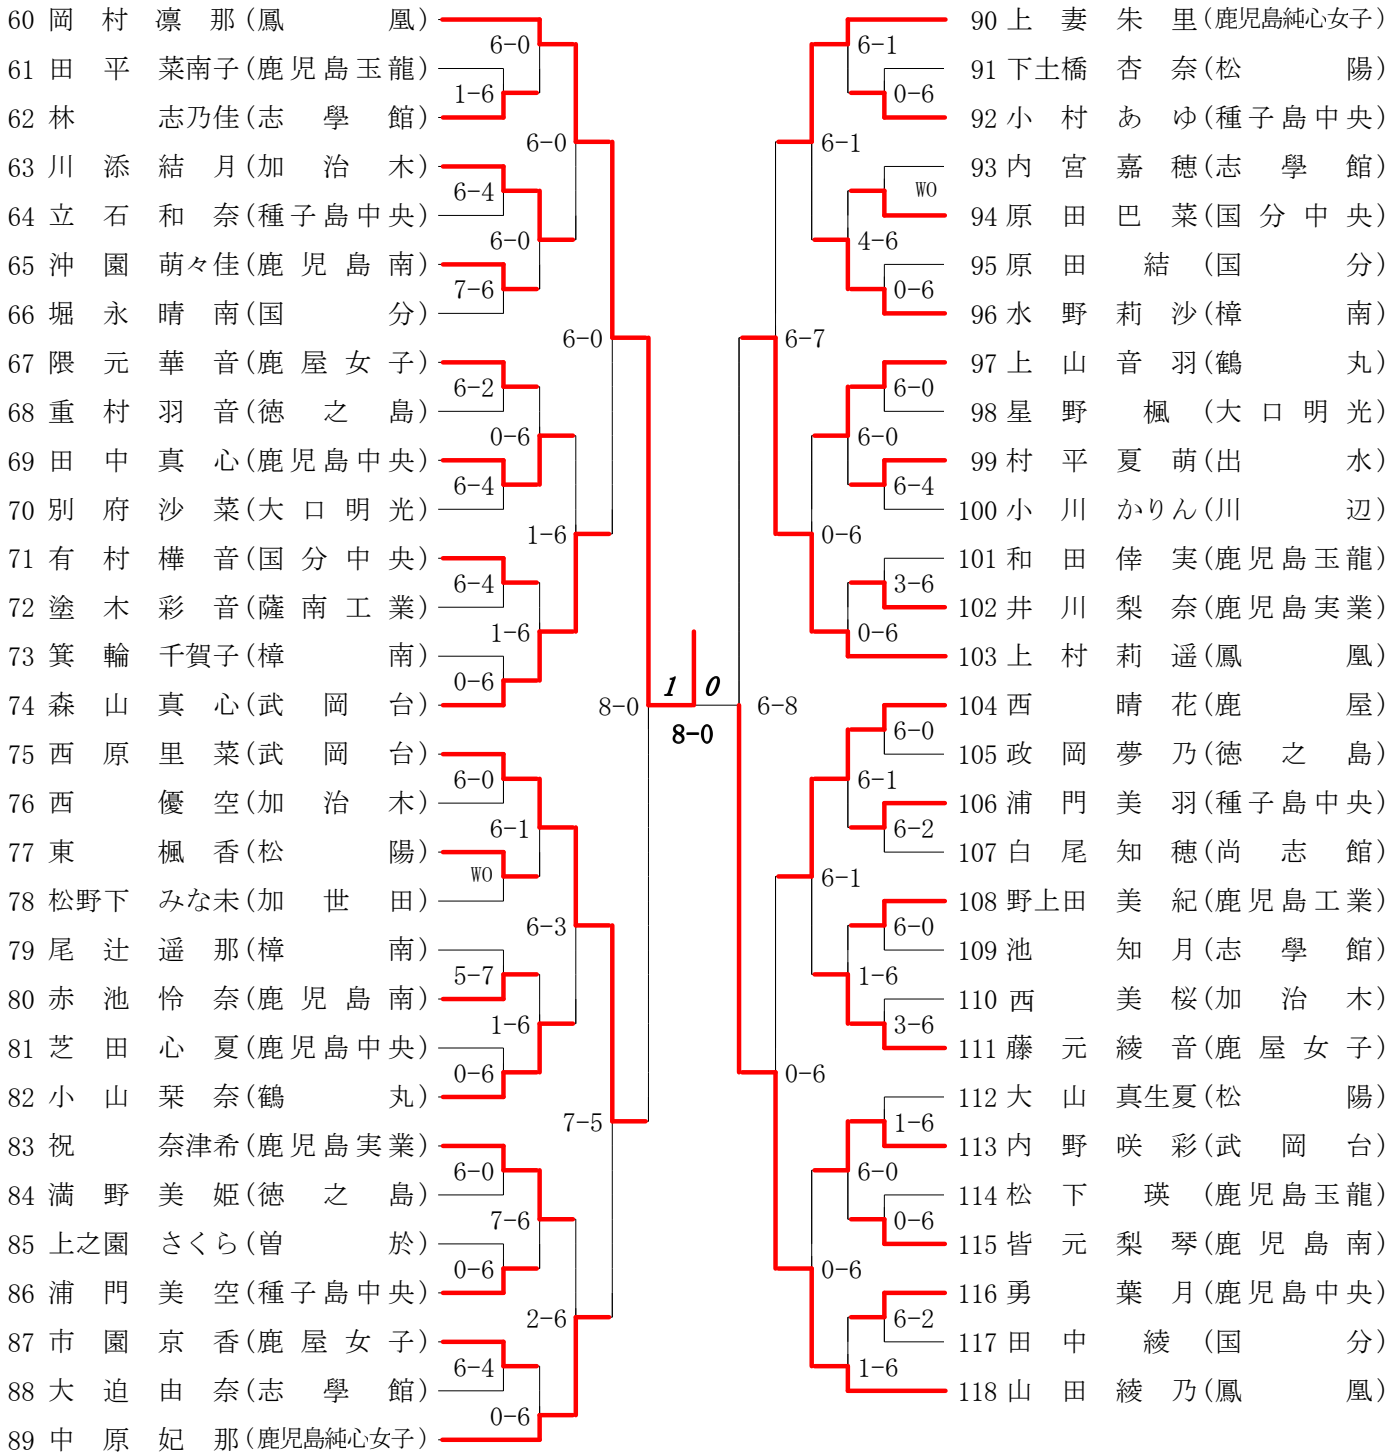 60 岡村凛那(鳳凰)
61 田平菜南子(鹿児島玉龍)
62 林志乃佳(志學館)
63 川添結月(加治木)
64 立石和奈(種子島中央)
65 沖園萌々佳(鹿児島南)
66 堀永晴南(国分)
67 隈元華音(鹿屋女子)
68 重村羽音(徳之島)
69 田中真心(鹿児島中央)
70 別府沙菜(大口明光)
71 有村樺音(国分中央)
72 塗木彩音(薩南工業)
73 箕輪千賀子(樟南)
74 森山真心(武岡台)
75 西原里菜(武岡台)
76 西優空(加治木)
77 東楓香(松陽)
78 松野下みな未(加世田)
79 尾辻遥那(樟南)
80 赤池怜奈(鹿児島南)
81 芝田心夏(鹿児島中央)
82 小山栞奈(鶴丸)
83 祝奈津希(鹿児島実業)
84 満野美姫(徳之島)
85 上之園さくら(曽於)
86 浦門美空(種子島中央)
87 市園京香(鹿屋女子)
88 大迫由奈(志學館)
89 中原妃那(鹿児島純心女子)
6-0
1-6
6-4
7-6
6-2
6-4
6-4
0-6
6-0
WO
5-7
0-6
6-0
0-6
6-4
6-0
6-0
0-6
1-6
6-1
1-6
7-6
0-6
6-0
1-6
6-3
2-6
6-0
7-5
8-0
1 0
8-0
6-8
6-7
0-6
6-1
0-6
6-1
0-6
6-1
4-6
6-0
0-6
6-1
1-6
6-0
1-6
0-6
WO
0-6
6-0
6-4
3-6
6-0
6-2
6-0
3-6
1-6
0-6
6-2
90 上妻朱里(鹿児島純心女子)
91 下土橋杏奈(松陽)
92 小村あゆ(種子島中央)
93 内宮嘉穂(志學館)
94 原田巴菜(国分中央)
95 原田結(国分)
96 水野莉沙(樟南)
97 上山音羽(鶴丸)
98 星野楓(大口明光)
99 村平夏萌(出水)
100 小川かりん(川辺)
101 和田倖実(鹿児島玉龍)
102 井川梨奈(鹿児島実業)
103 上村莉遥(鳳凰)
104 西晴花(鹿屋)
105 政岡夢乃(徳之島)
106 浦門美羽(種子島中央)
107 白尾知穂(尚志館)
108 野上田美紀(鹿児島工業)
109 池知月(志學館)
110 西美桜(加治木)
111 藤元綾音(鹿屋女子)
112 大山真生夏(松陽)
113 内野咲彩(武岡台)
114 松下瑛(鹿児島玉龍)
115 皆元梨琴(鹿児島南)
116 勇葉月(鹿児島中央)
117 田中綾(国分)
118 山田綾乃(鳳凰)